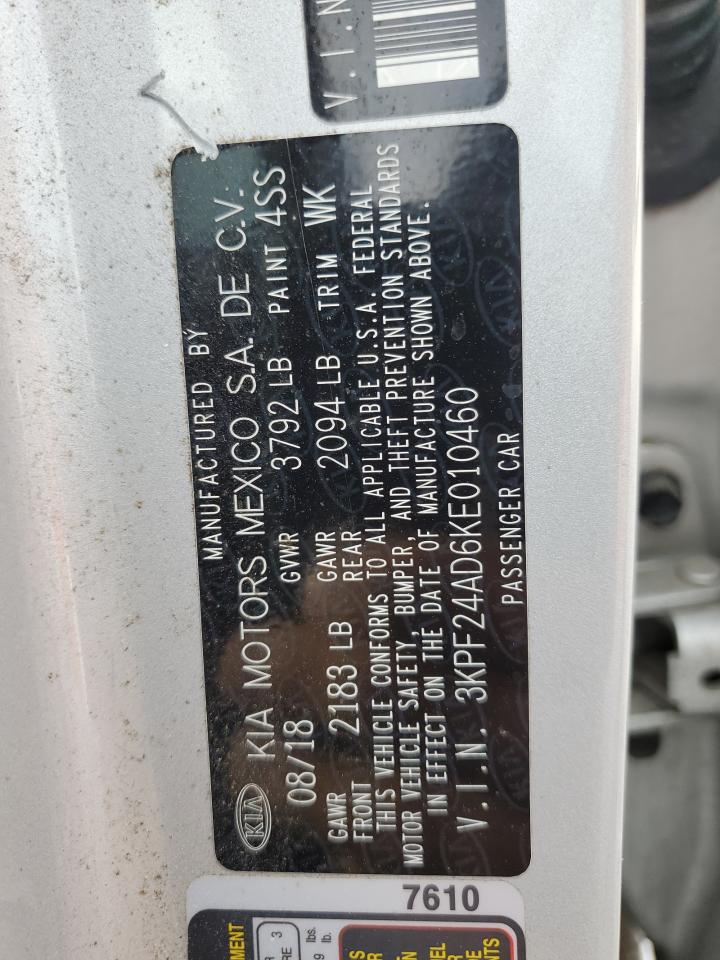 V.I.N
MANUFACTURED BY
KIA KIA MOTORS MEXICO S.A. DE C.V.
08/18 GVWR 3792 LB PAINT 4SS
GAWR FRONT 2183 LB GAWR REAR 2094 LB TRIM WK
THIS VEHICLE CONFORMS TO ALL APPLICABLE U.S.A. FEDERAL
MOTOR VEHICLE SAFETY, BUMPER, AND THEFT PREVENTION STANDARDS
IN EFFECT ON THE DATE OF MANUFACTURE SHOWN ABOVE.
V.I.N. 3KPF24AD6KE010460
PASSENGER CAR
7610